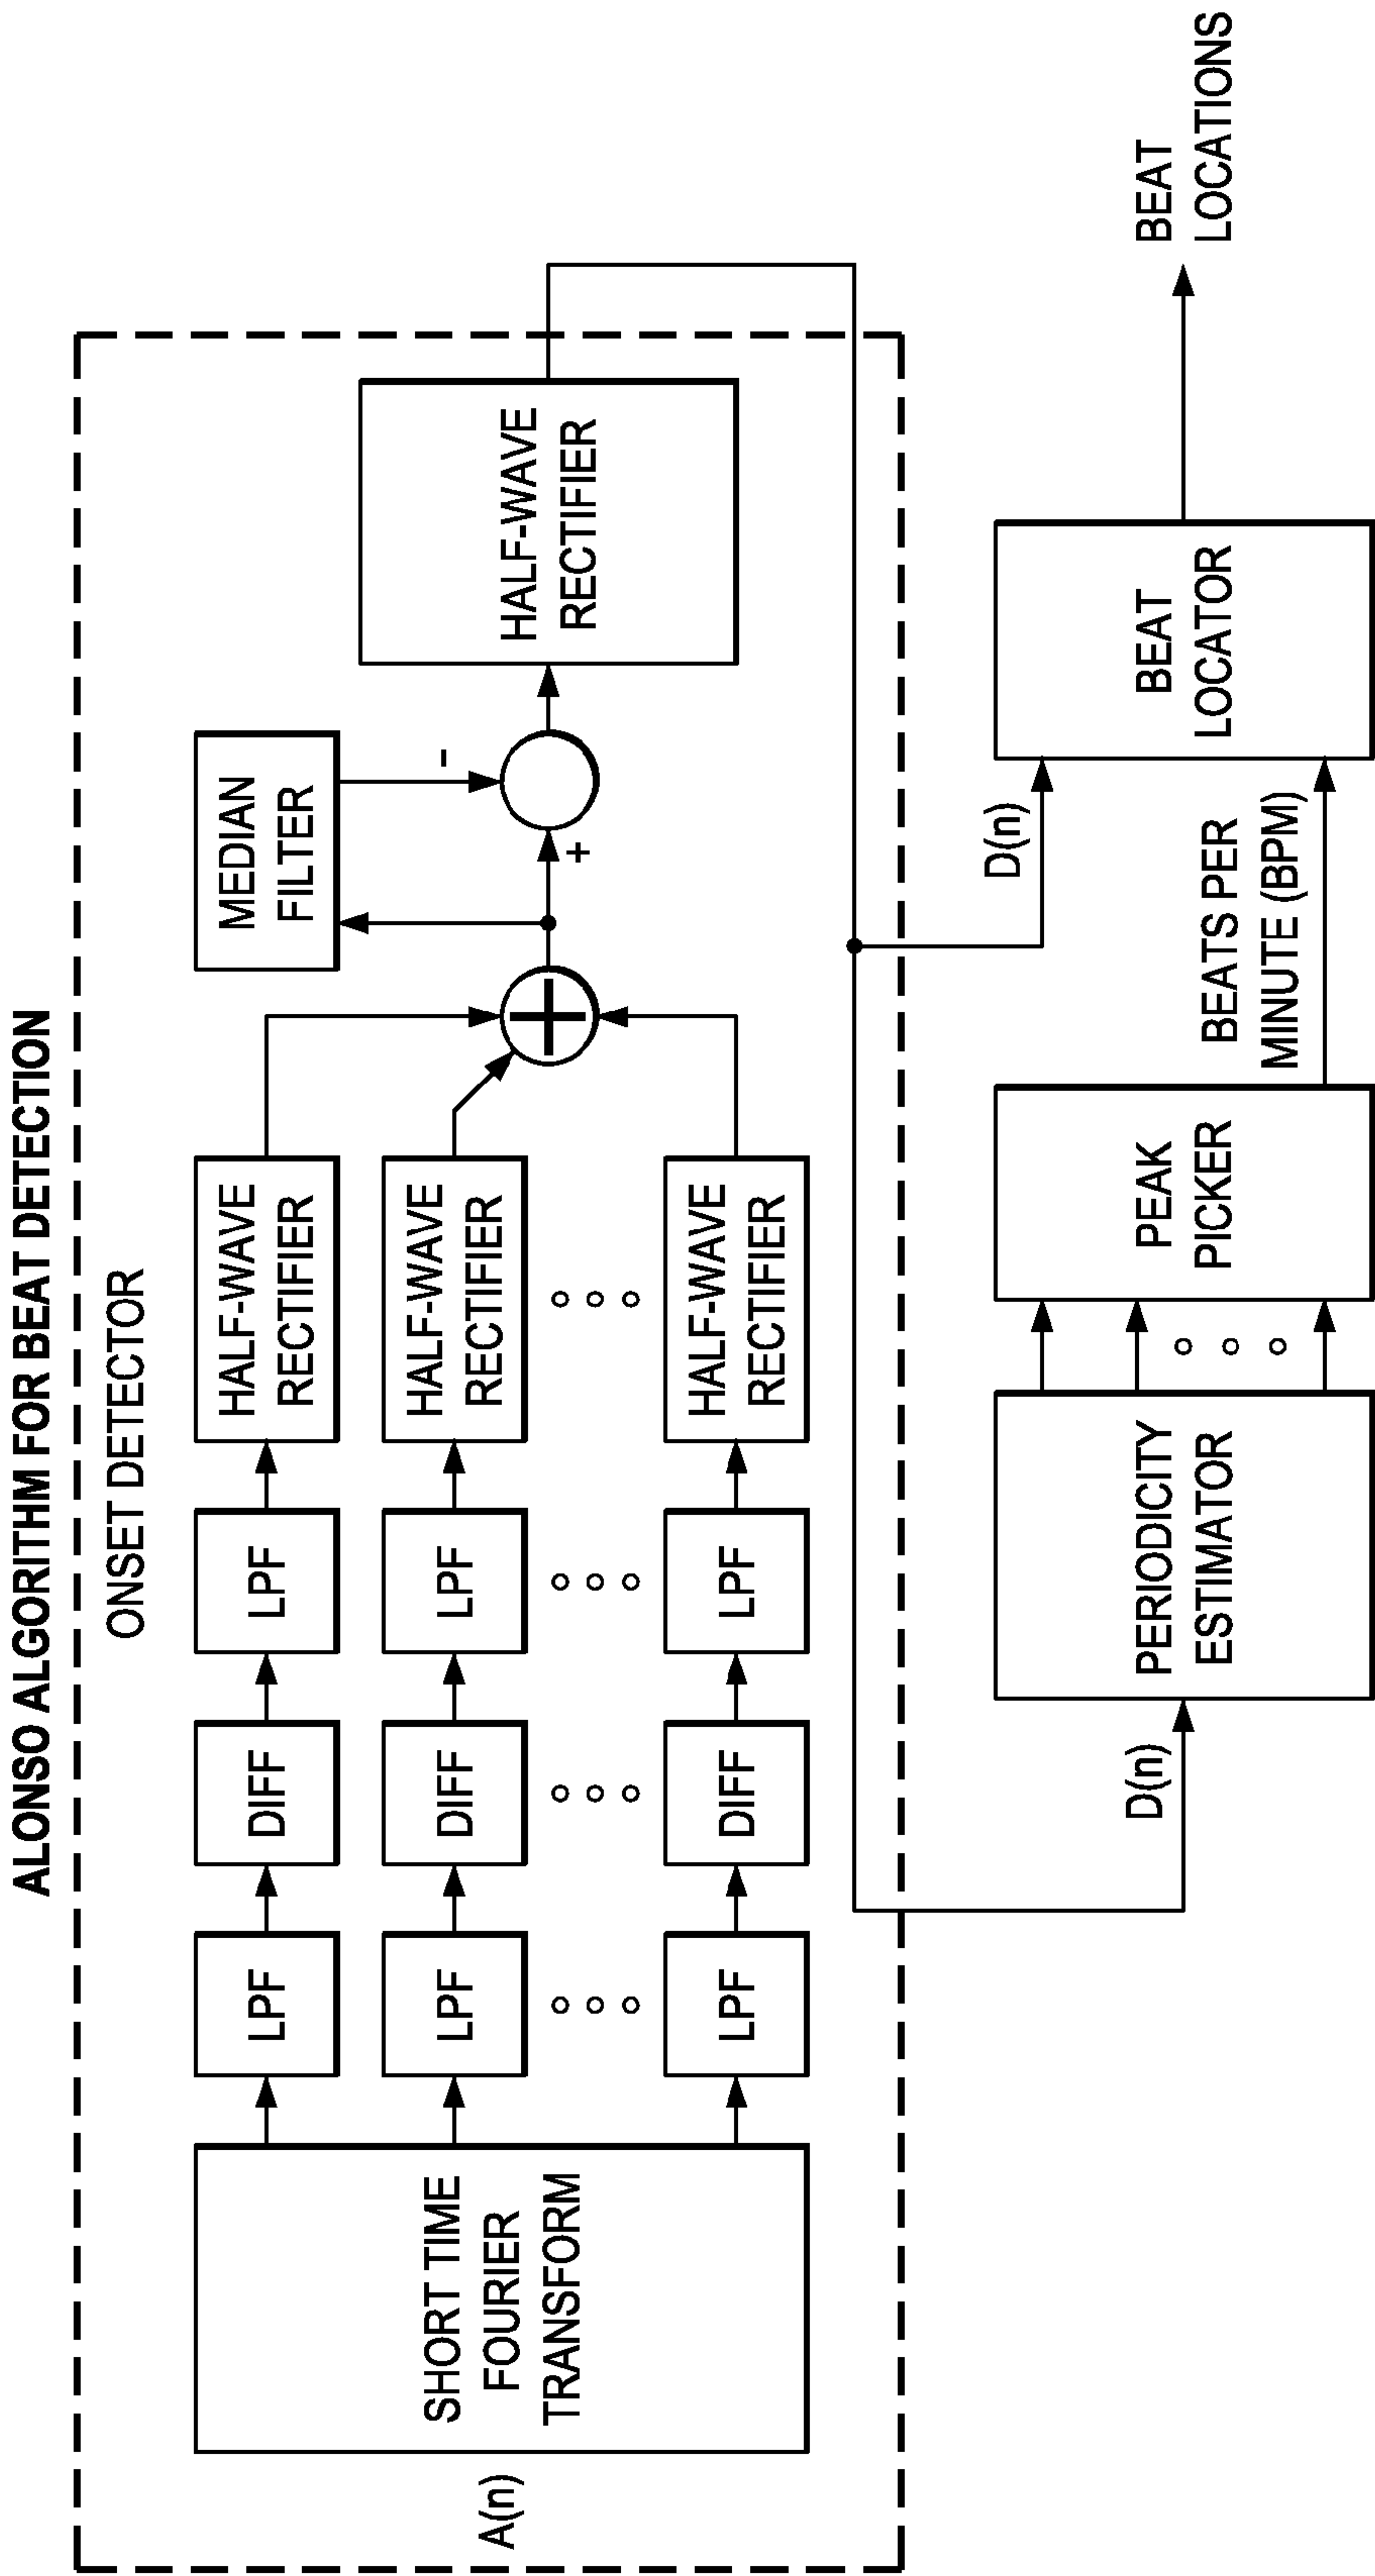 ALONSO ALGORITHM FOR BEAT DETECTION
ONSET DETECTOR
A(n)
SHORT TIME
FOURIER
TRANSFORM
LPF
DIFF
LPF
HALF-WAVE
RECTIFIER
LPF
DIFF
LPF
HALF-WAVE
RECTIFIER
LPF
DIFF
LPF
HALF-WAVE
RECTIFIER
MEDIAN
FILTER
-
+
HALF-WAVE
RECTIFIER
D(n)
PERIODICITY
ESTIMATOR
PEAK
PICKER
BEATS PER
MINUTE (BPM)
D(n)
BEAT
LOCATOR
BEAT
LOCATIONS